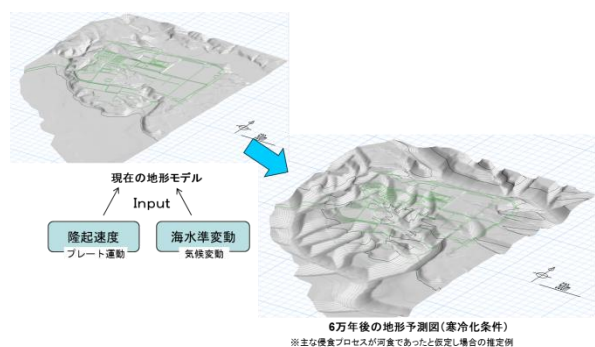 現在の地形モデル
Input
隆起速度
プレート運動
海水準変動
気候変動
6万年後の地形予測図(寒冷化条件)
※主な侵食プロセスが河食であったと仮定し場合の推定例